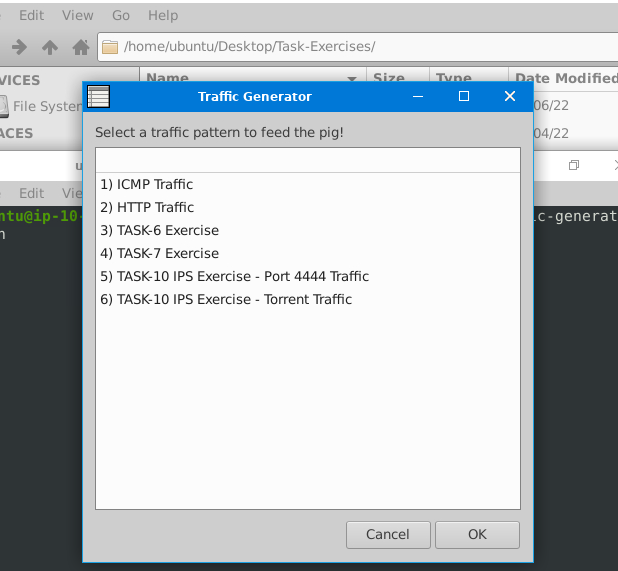 Edit View Go Help
/home/ubuntu/Desktop/Task-Exercises/
Name Size Type Date Modified
File System
06/22
04/22
Traffic Generator
Select a traffic pattern to feed the pig!
1) ICMP Traffic
2) HTTP Traffic
3) TASK-6 Exercise
4) TASK-7 Exercise
5) TASK-10 IPS Exercise - Port 4444 Traffic
6) TASK-10 IPS Exercise - Torrent Traffic
Cancel OK
Edit
ntu@ip-10- ic-generat
n